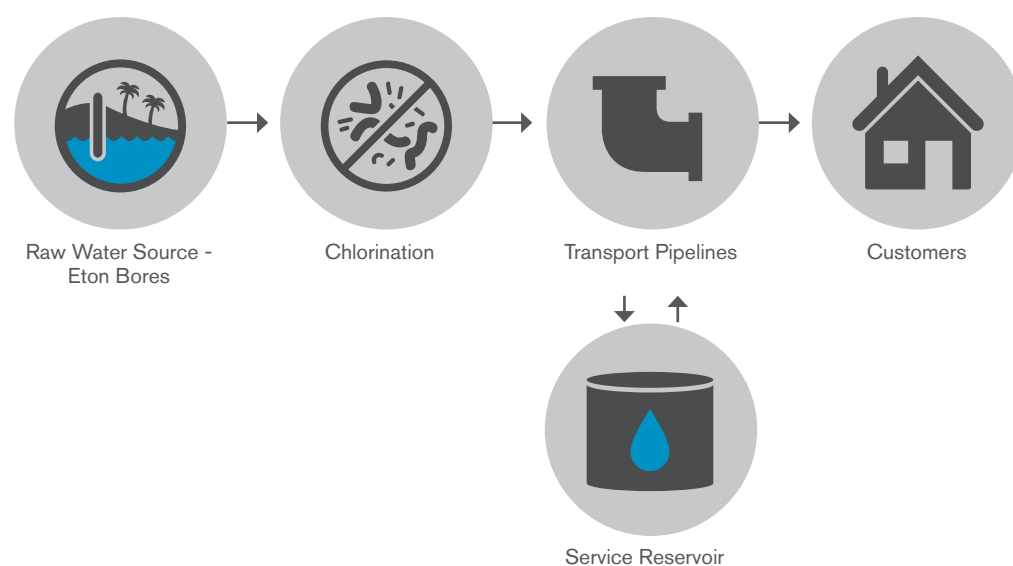 Raw Water Source -
Eton Bores
Chlorination
Transport Pipelines
Customers
Service Reservoir